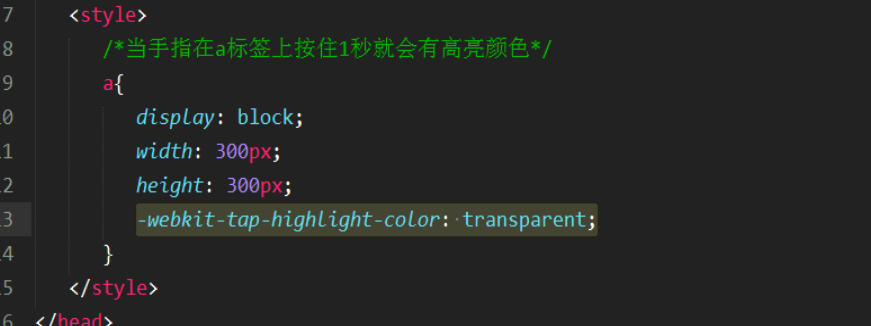 7 <style>
8 /*当手指在a标签上按住1秒就会有高亮颜色*/
9 a{
10 display: block;
11 width: 300px;
12 height: 300px;
13 -webkit-tap-highlight-color: transparent;
14 }
15 </style>
16 </head>